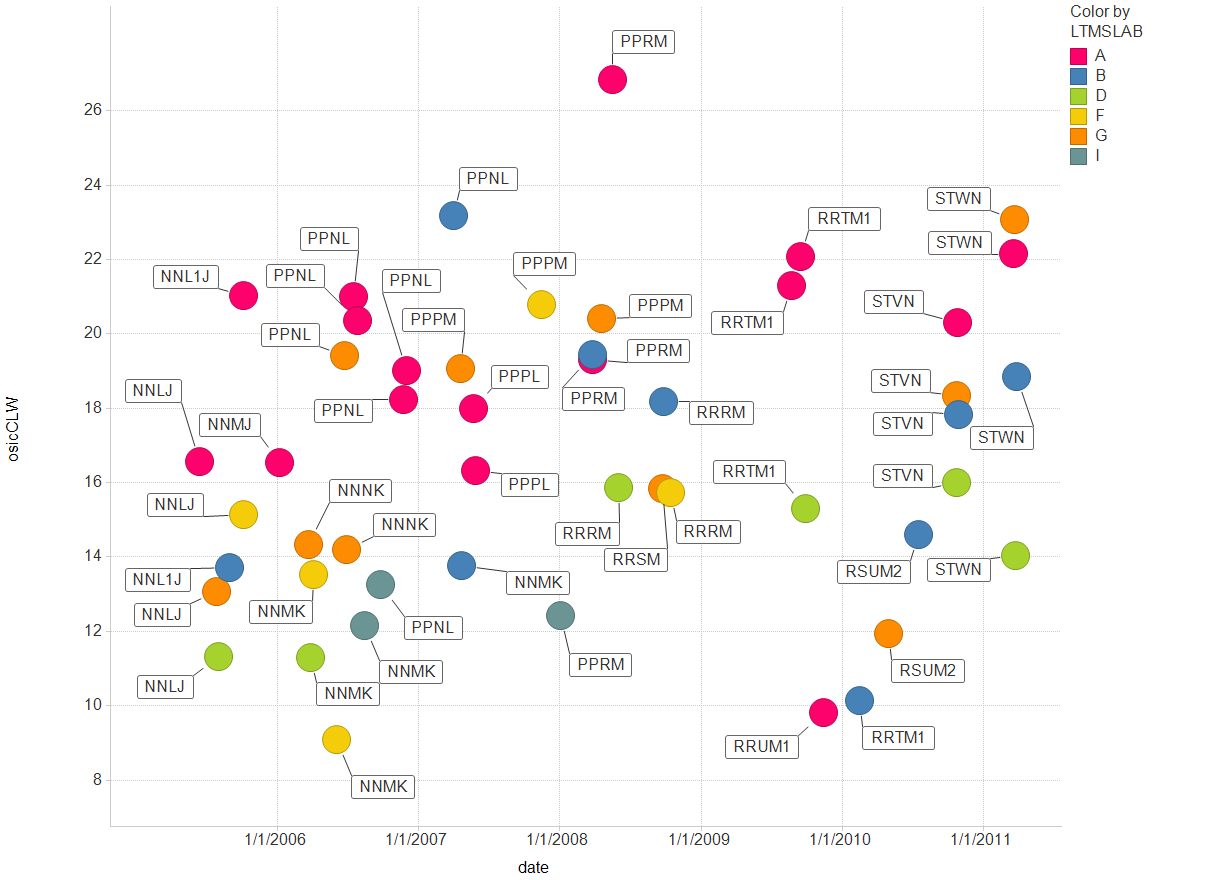 Color by
LTMSLAB
A
B
D
F
G
I
PPRM
26
PPNL
24
STWN
RRTM1
PPNL
STWN
22
PPPM
NNL1J
PPNL
PPNL
STVN
PPPM
PPPM
RRTM1
20
PPNL
PPRM
PPPL
STVN
NNLJ
PPRM
PPNL
18
RRRM
NNMJ
STVN
STWN
RRTM1
STVN
16
PPPL
NNNK
NNLJ
NNNK
RRRM
RRRM
14
RRSM
STWN
RSUM2
NNL1J
NNMK
NNMK
NNLJ
12
PPNL
PPRM
RSUM2
NNMK
NNLJ
NNMK
10
RRTM1
RRUM1
8
NNMK
osicCLW
1/1/2006
1/1/2007
1/1/2008
1/1/2009
1/1/2010
1/1/2011
date